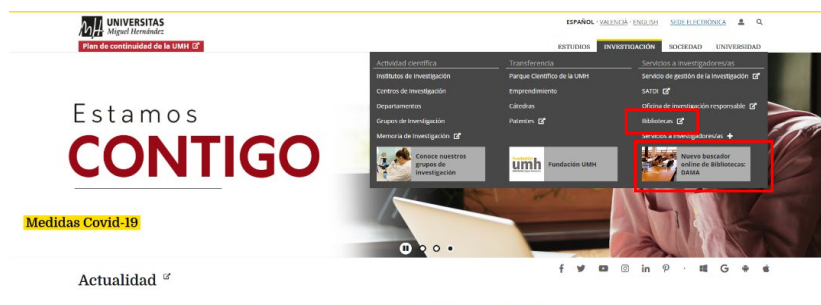 UNIVERSITAS
Miguel Hernández
Plan de continuidad de la UMH
ESPAÑOL · VALENCIÀ · ENGLISH SEDE ELECTRÓNICA
ESTUDIOS INVESTIGACIÓN SOCIEDAD UNIVERSIDAD
Actividad científica
Institutos de Investigación
Centros de Investigación
Departamentos
Grupos de Investigación
Memoria de Investigación
Conoce nuestros
grupos de
investigación
Transferencia
Parque Científico de la UMH
Emprendimiento
Cátedras
Patentes
umh
Fundación UMH
Servicios a investigadores/as
Servicio de gestión de la investigación
SATDI
Oficina de investigación responsable
Bibliotecas
Servicios a investigadores/as +
Nuevo buscador
online de Bibliotecas:
DAMA
Estamos
CONTIGO
Medidas Covid-19
Actualidad